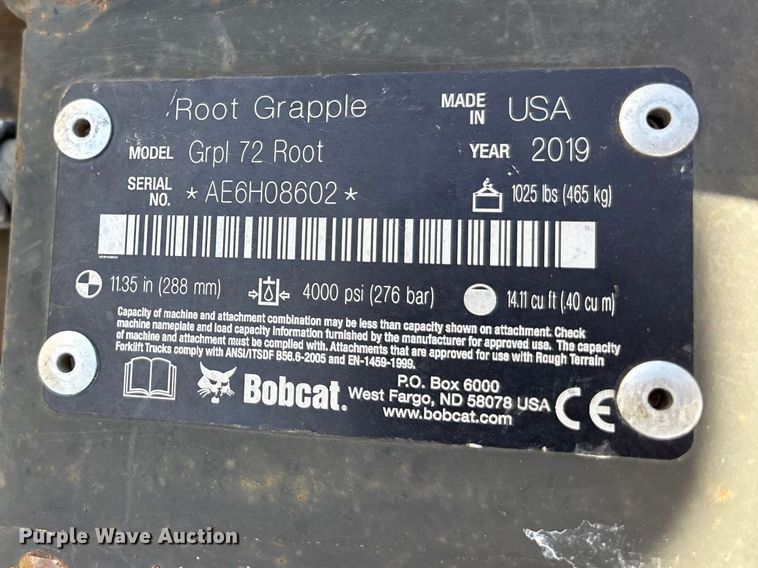 Root Grapple
MADE IN USA
MODEL Grpl 72 Root
YEAR 2019
SERIAL NO. *AE6H08602*
1025 lbs (465 kg)
11.35 in (288 mm)
4000 psi (276 bar)
14.11 cu ft (.40 cu m)
Capacity of machine and attachment combination may be less than capacity shown on attachment. Check
machine nameplate and load capacity information furnished by the manufacturer for approved use. The capacity
of machine and attachment must be complied with. Attachments that are approved for use with Rough Terrain
Forklift Trucks comply with ANSI/ITSDF B56.6-2005 and EN-1459-1999.
Bobcat.
P.O. Box 6000
West Fargo, ND 58078 USA
www.bobcat.com
CE
Purple Wave Auction